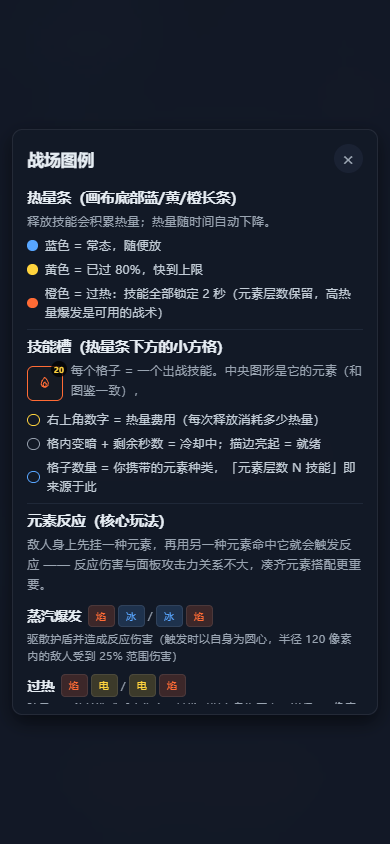 战场图例
×
热量条（画布底部蓝/黄/橙长条）
释放技能会积累热量；热量随时间自动下降。
蓝色 = 常态，随便放
黄色 = 已过 80%，快到上限
橙色 = 过热：技能全部锁定 2 秒（元素层数保留，高热
量爆发是可用的战术）
技能槽（热量条下方的小方格）
20
每个格子 = 一个出战技能。中央图形是它的元素（和
图鉴一致），
右上角数字 = 热量费用（每次释放消耗多少热量）
格内变暗 + 剩余秒数 = 冷却中；描边亮起 = 就绪
格子数量 = 你携带的元素种类，「元素层数 N 技能」即
来源于此
元素反应（核心玩法）
敌人身上先挂一种元素，再用另一种元素命中它就会触发反
应 —— 反应伤害与面板攻击力关系不大，凑齐元素搭配更重
要。
蒸汽爆发 焰 冰 / 冰 焰
驱散护盾并造成反应伤害（触发时以自身为圆心，半径 120 像素
内的敌人受到 25% 范围伤害）
过热 焰 电 / 电 焰